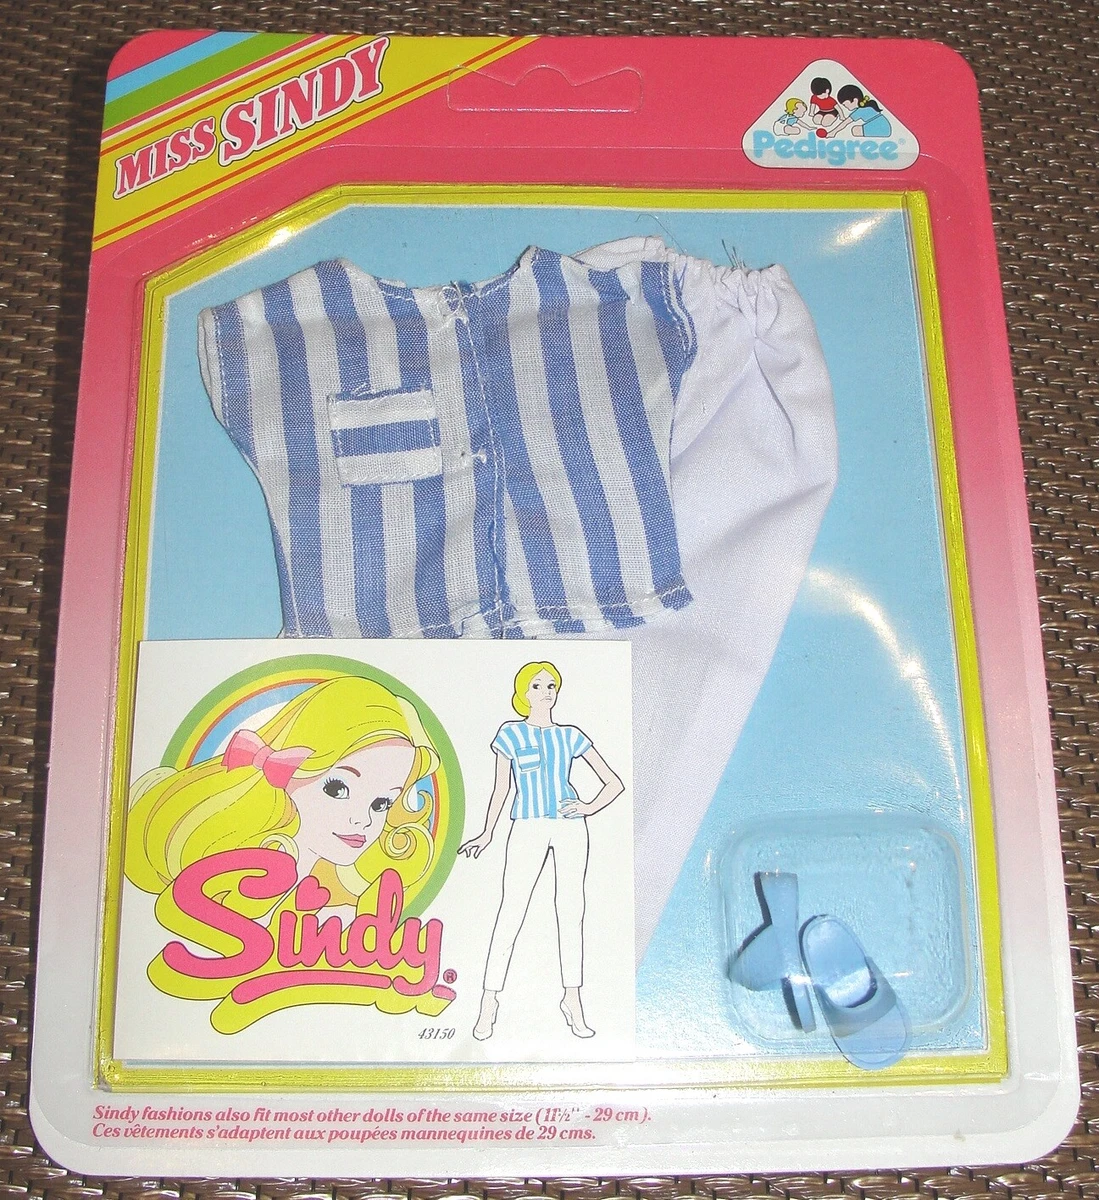 MISS SINDY
Pedigree®
Sindy®
43150
Sindy fashions also fit most other dolls of the same size (11½" - 29 cm).
Ces vêtements s'adaptent aux poupées mannequines de 29 cms.